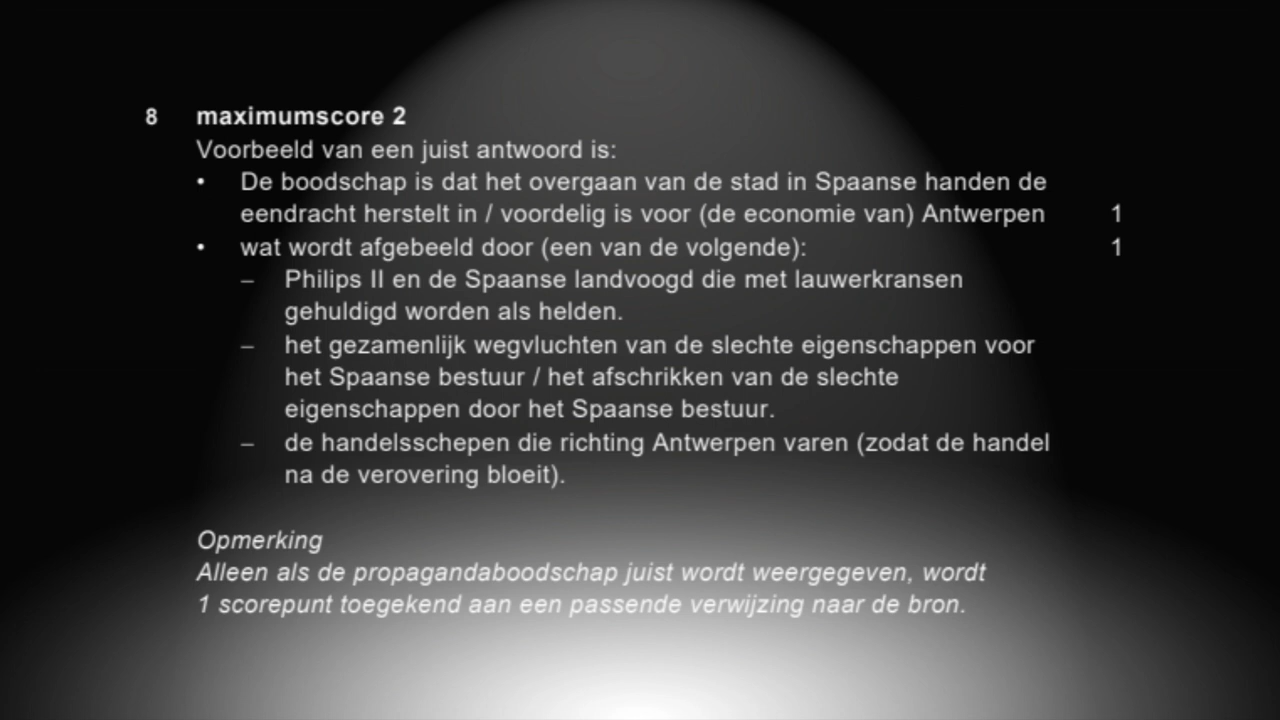 8 maximumscore 2
Voorbeeld van een juist antwoord is:
• De boodschap is dat het overgaan van de stad in Spaanse handen de
eendracht herstelt in / voordelig is voor (de economie van) Antwerpen 1
• wat wordt afgebeeld door (een van de volgende): 1
– Philips II en de Spaanse landvoogd die met lauwerkransen
gehuldigd worden als helden.
– het gezamenlijk wegvluchten van de slechte eigenschappen voor
het Spaanse bestuur / het afschrikken van de slechte
eigenschappen door het Spaanse bestuur.
– de handelsschepen die richting Antwerpen varen (zodat de handel
na de verovering bloeit).
Opmerking
Alleen als de propagandaboodschap juist wordt weergegeven, wordt
1 scorepunt toegekend aan een passende verwijzing naar de bron.